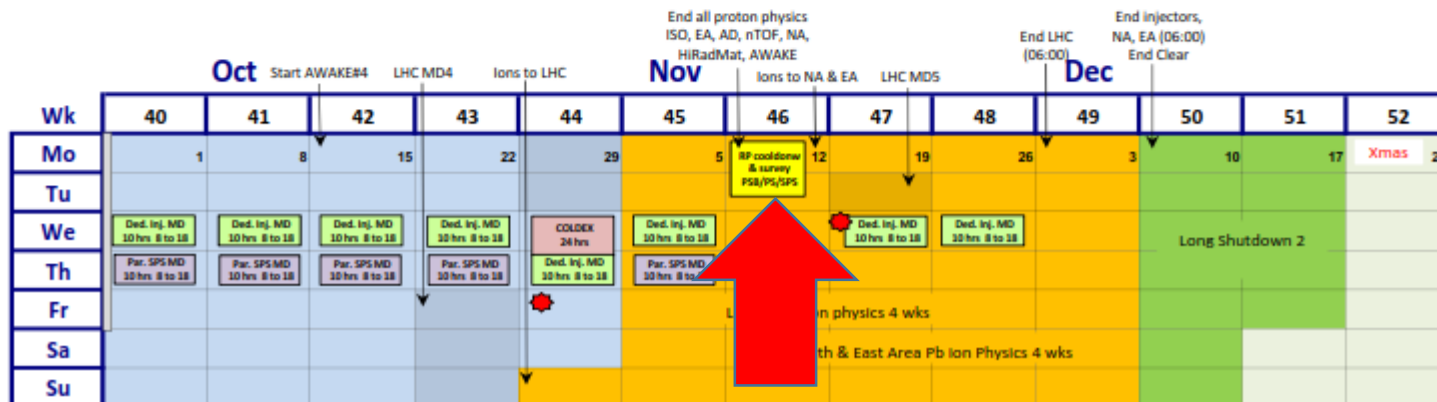 End all proton physics
ISO, EA, AD, nTOF, NA,
HiRadMat, AWAKE
End injectors,
NA, EA (06:00)
End Clear
End LHC
(06:00)
Oct Start AWAKE#4 LHC MD4 Ions to LHC Nov Ions to NA & EA LHC MD5 Dec
Wk 40 41 42 43 44 45 46 47 48 49 50 51 52
Mo 1 8 15 22 29 5 12 19 26 3 10 17 Xmas 2
RP cooldonw
& survey
PSB/PS/SPS
Tu
We
Ded. Inj. MD Ded. Inj. MD Ded. Inj. MD Ded. Inj. MD COLDEX Ded. Inj. MD Ded. Inj. MD Ded. Inj. MD
10 hrs 8 to 18 10 hrs 8 to 18 10 hrs 8 to 18 10 hrs 8 to 18 24 hrs 10 hrs 8 to 18 10 hrs 8 to 18 10 hrs 8 to 18
Long Shutdown 2
Th
Par. SPS MD Par. SPS MD Par. SPS MD Par. SPS MD Ded. Inj. MD Par. SPS MD
10 hrs 8 to 18 10 hrs 8 to 18 10 hrs 8 to 18 10 hrs 8 to 18 10 hrs 8 to 18 10 hrs 8 to
Fr physics 4 wks
Sa & East Area Pb Ion Physics 4 wks
Su